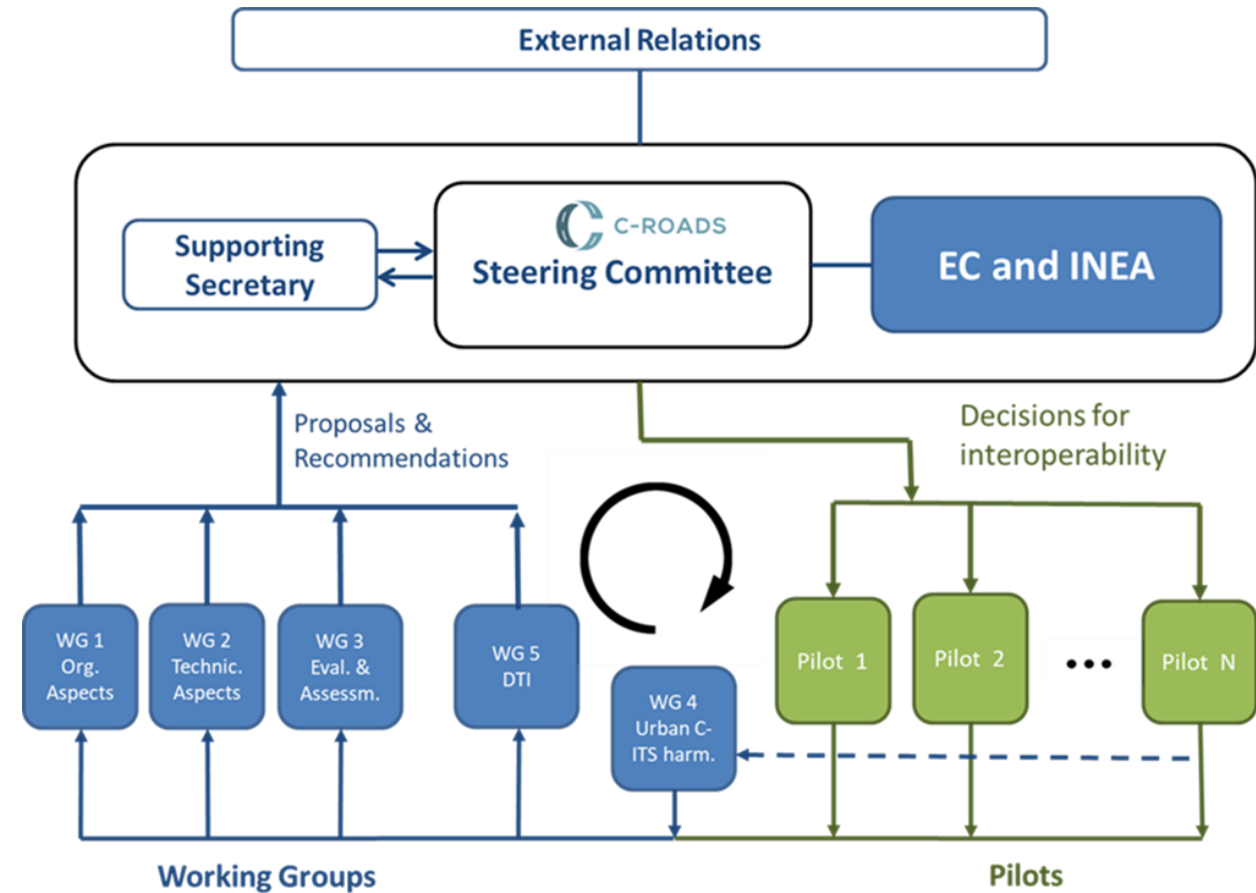 External Relations
Supporting
Secretary
C-ROADS
Steering Committee
EC and INEA
Proposals &
Recommendations
Decisions for
interoperability
WG 1
Org.
Aspects
WG 2
Technic.
Aspects
WG 3
Eval. &
Assessm.
WG 5
DTI
WG 4
Urban C-
ITS harm.
Pilot 1
Pilot 2
•••
Pilot N
Working Groups
Pilots